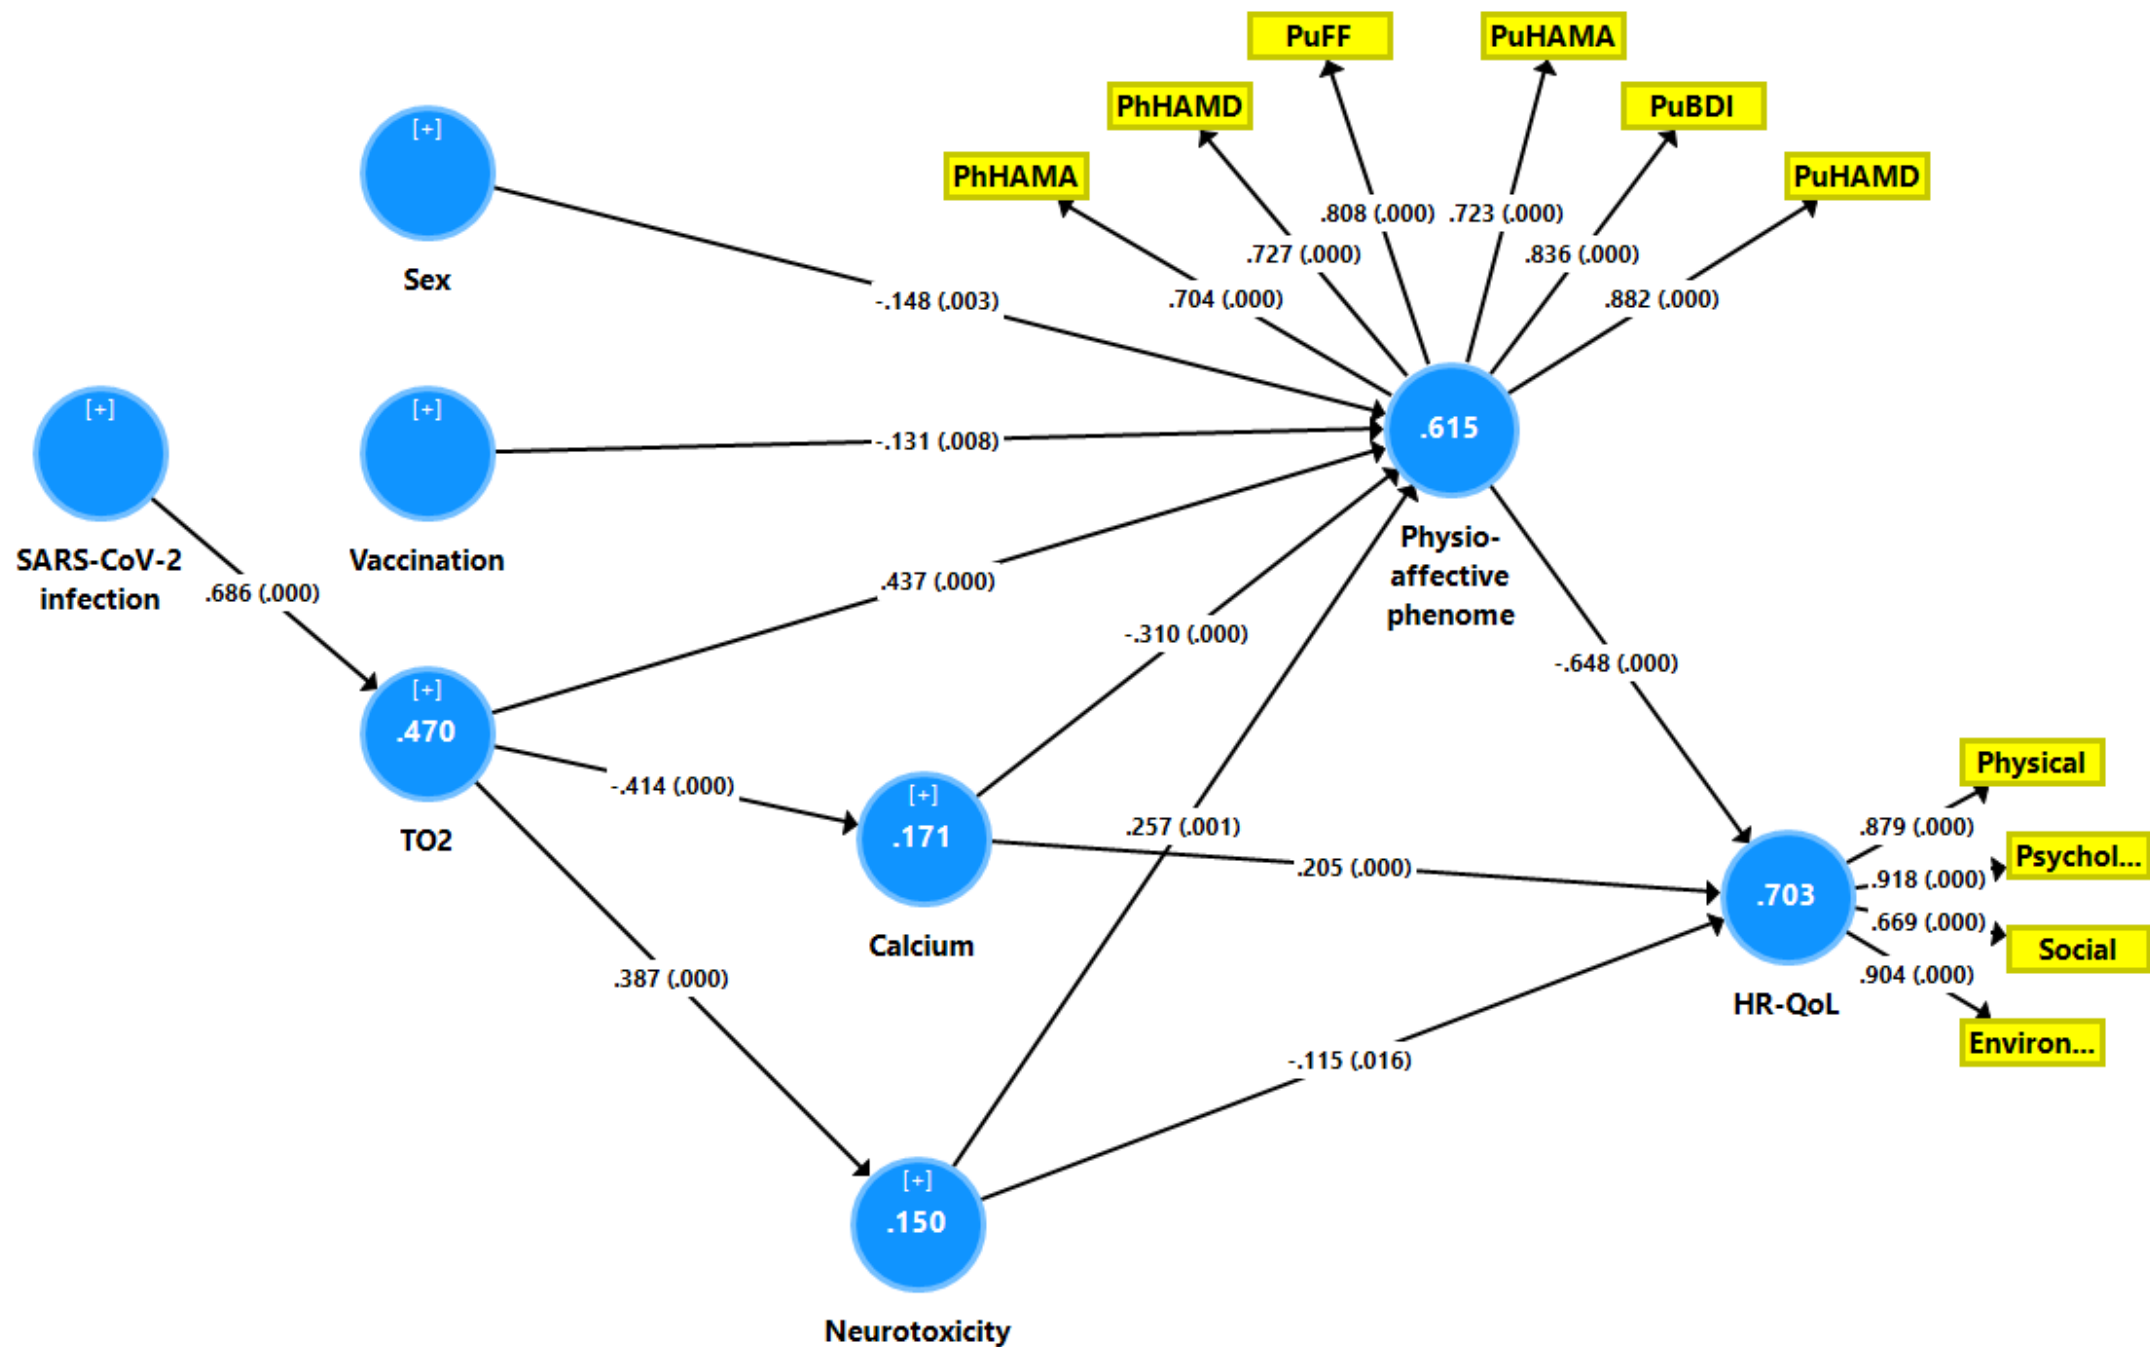 PuFF
PuHAMA
PhHAMD
PuBDI
PhHAMA
PuHAMD
[+]
Sex
.808 (.000)
.723 (.000)
.727 (.000)
.836 (.000)
.704 (.000)
.882 (.000)
-.148 (.003)
[+]
SARS-CoV-2
infection
[+]
Vaccination
-.131 (.008)
.615
Physio-
affective
phenome
.686 (.000)
.437 (.000)
-.310 (.000)
-.648 (.000)
[+]
.470
TO2
-.414 (.000)
[+]
.171
Calcium
.257 (.001)
.205 (.000)
.387 (.000)
.703
HR-QoL
.879 (.000)
.918 (.000)
.669 (.000)
.904 (.000)
Physical
Psychol...
Social
Environ...
-.115 (.016)
[+]
.150
Neurotoxicity